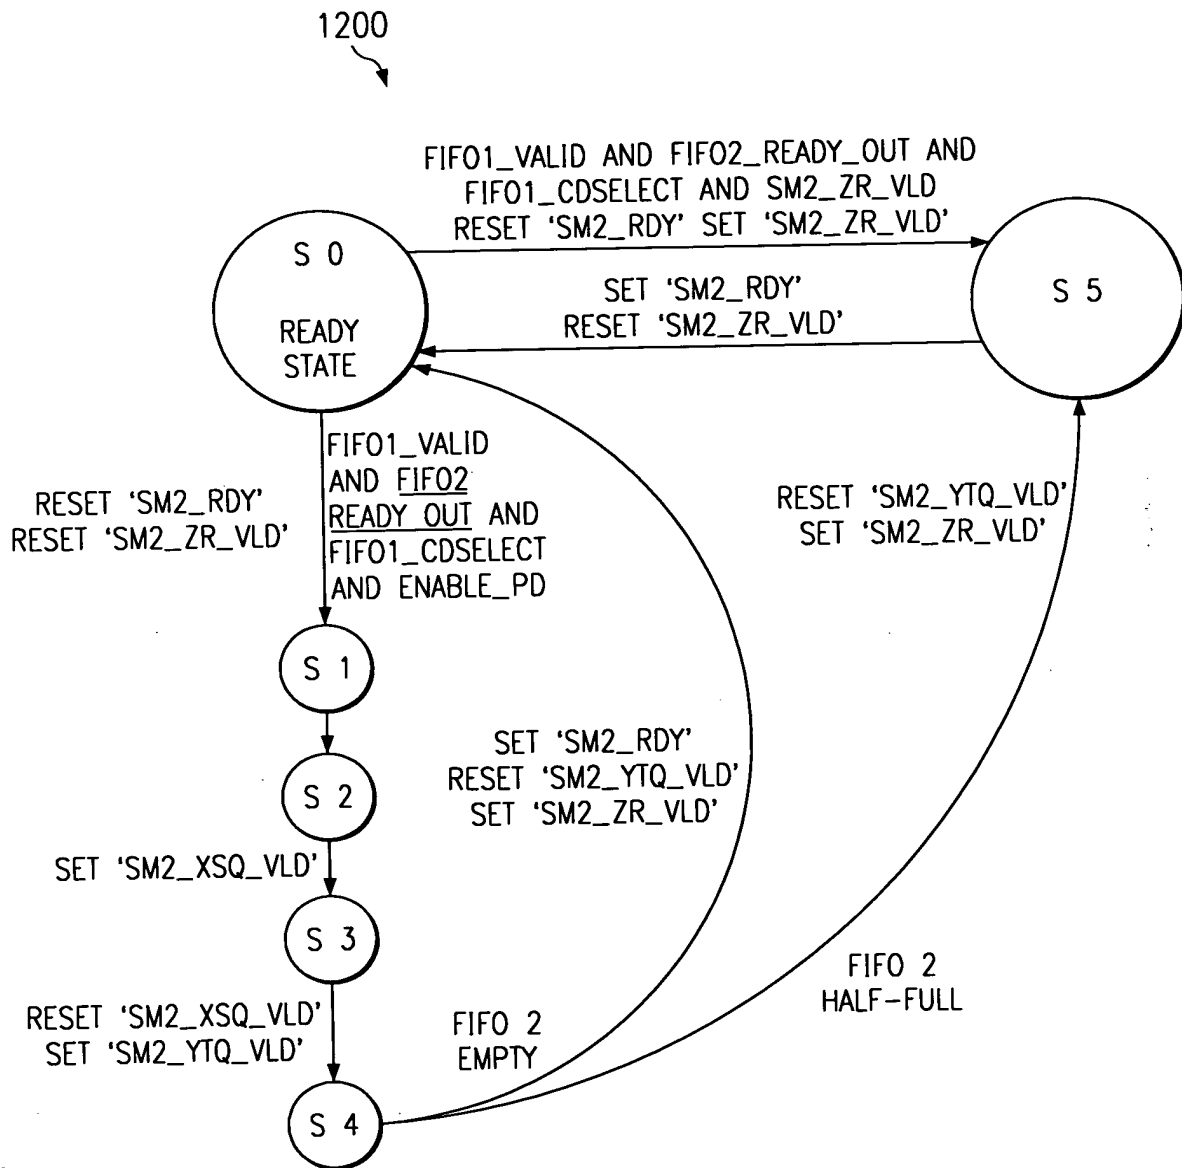 1200
FIFO1_VALID AND FIFO2_READY_OUT AND
FIFO1_CDSELECT AND SM2_ZR_VLD
RESET ‘SM2_RDY’ SET ‘SM2_ZR_VLD’
S 0
READY
STATE
S 5
SET ‘SM2_RDY’
RESET ‘SM2_ZR_VLD’
FIFO1_VALID
AND FIFO2
READY OUT AND
FIFO1_CDSELECT
AND ENABLE_PD
RESET ‘SM2_RDY’
RESET ‘SM2_ZR_VLD’
RESET ‘SM2_YTQ_VLD’
SET ‘SM2_ZR_VLD’
S 1
S 2
SET ‘SM2_RDY’
RESET ‘SM2_YTQ_VLD’
SET ‘SM2_ZR_VLD’
SET ‘SM2_XSQ_VLD’
S 3
RESET ‘SM2_XSQ_VLD’
SET ‘SM2_YTQ_VLD’
FIFO 2
EMPTY
FIFO 2
HALF-FULL
S 4